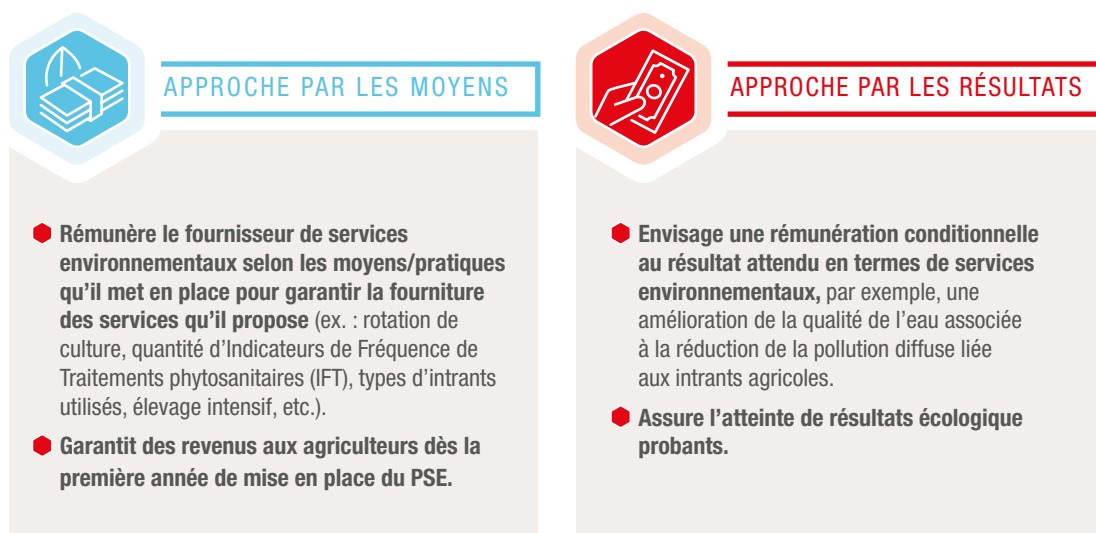 APPROCHE PAR LES MOYENS
Rémunère le fournisseur de services
environnementaux selon les moyens/pratiques
qu’il met en place pour garantir la fourniture
des services qu’il propose (ex. : rotation de
culture, quantité d’Indicateurs de Fréquence de
Traitements phytosanitaires (IFT), types d’intrants
utilisés, élevage intensif, etc.).
Garantit des revenus aux agriculteurs dès la
première année de mise en place du PSE.
APPROCHE PAR LES RÉSULTATS
Envisage une rémunération conditionnelle
au résultat attendu en termes de services
environnementaux, par exemple, une
amélioration de la qualité de l’eau associée
à la réduction de la pollution diffuse liée
aux intrants agricoles.
Assure l’atteinte de résultats écologique
probants.